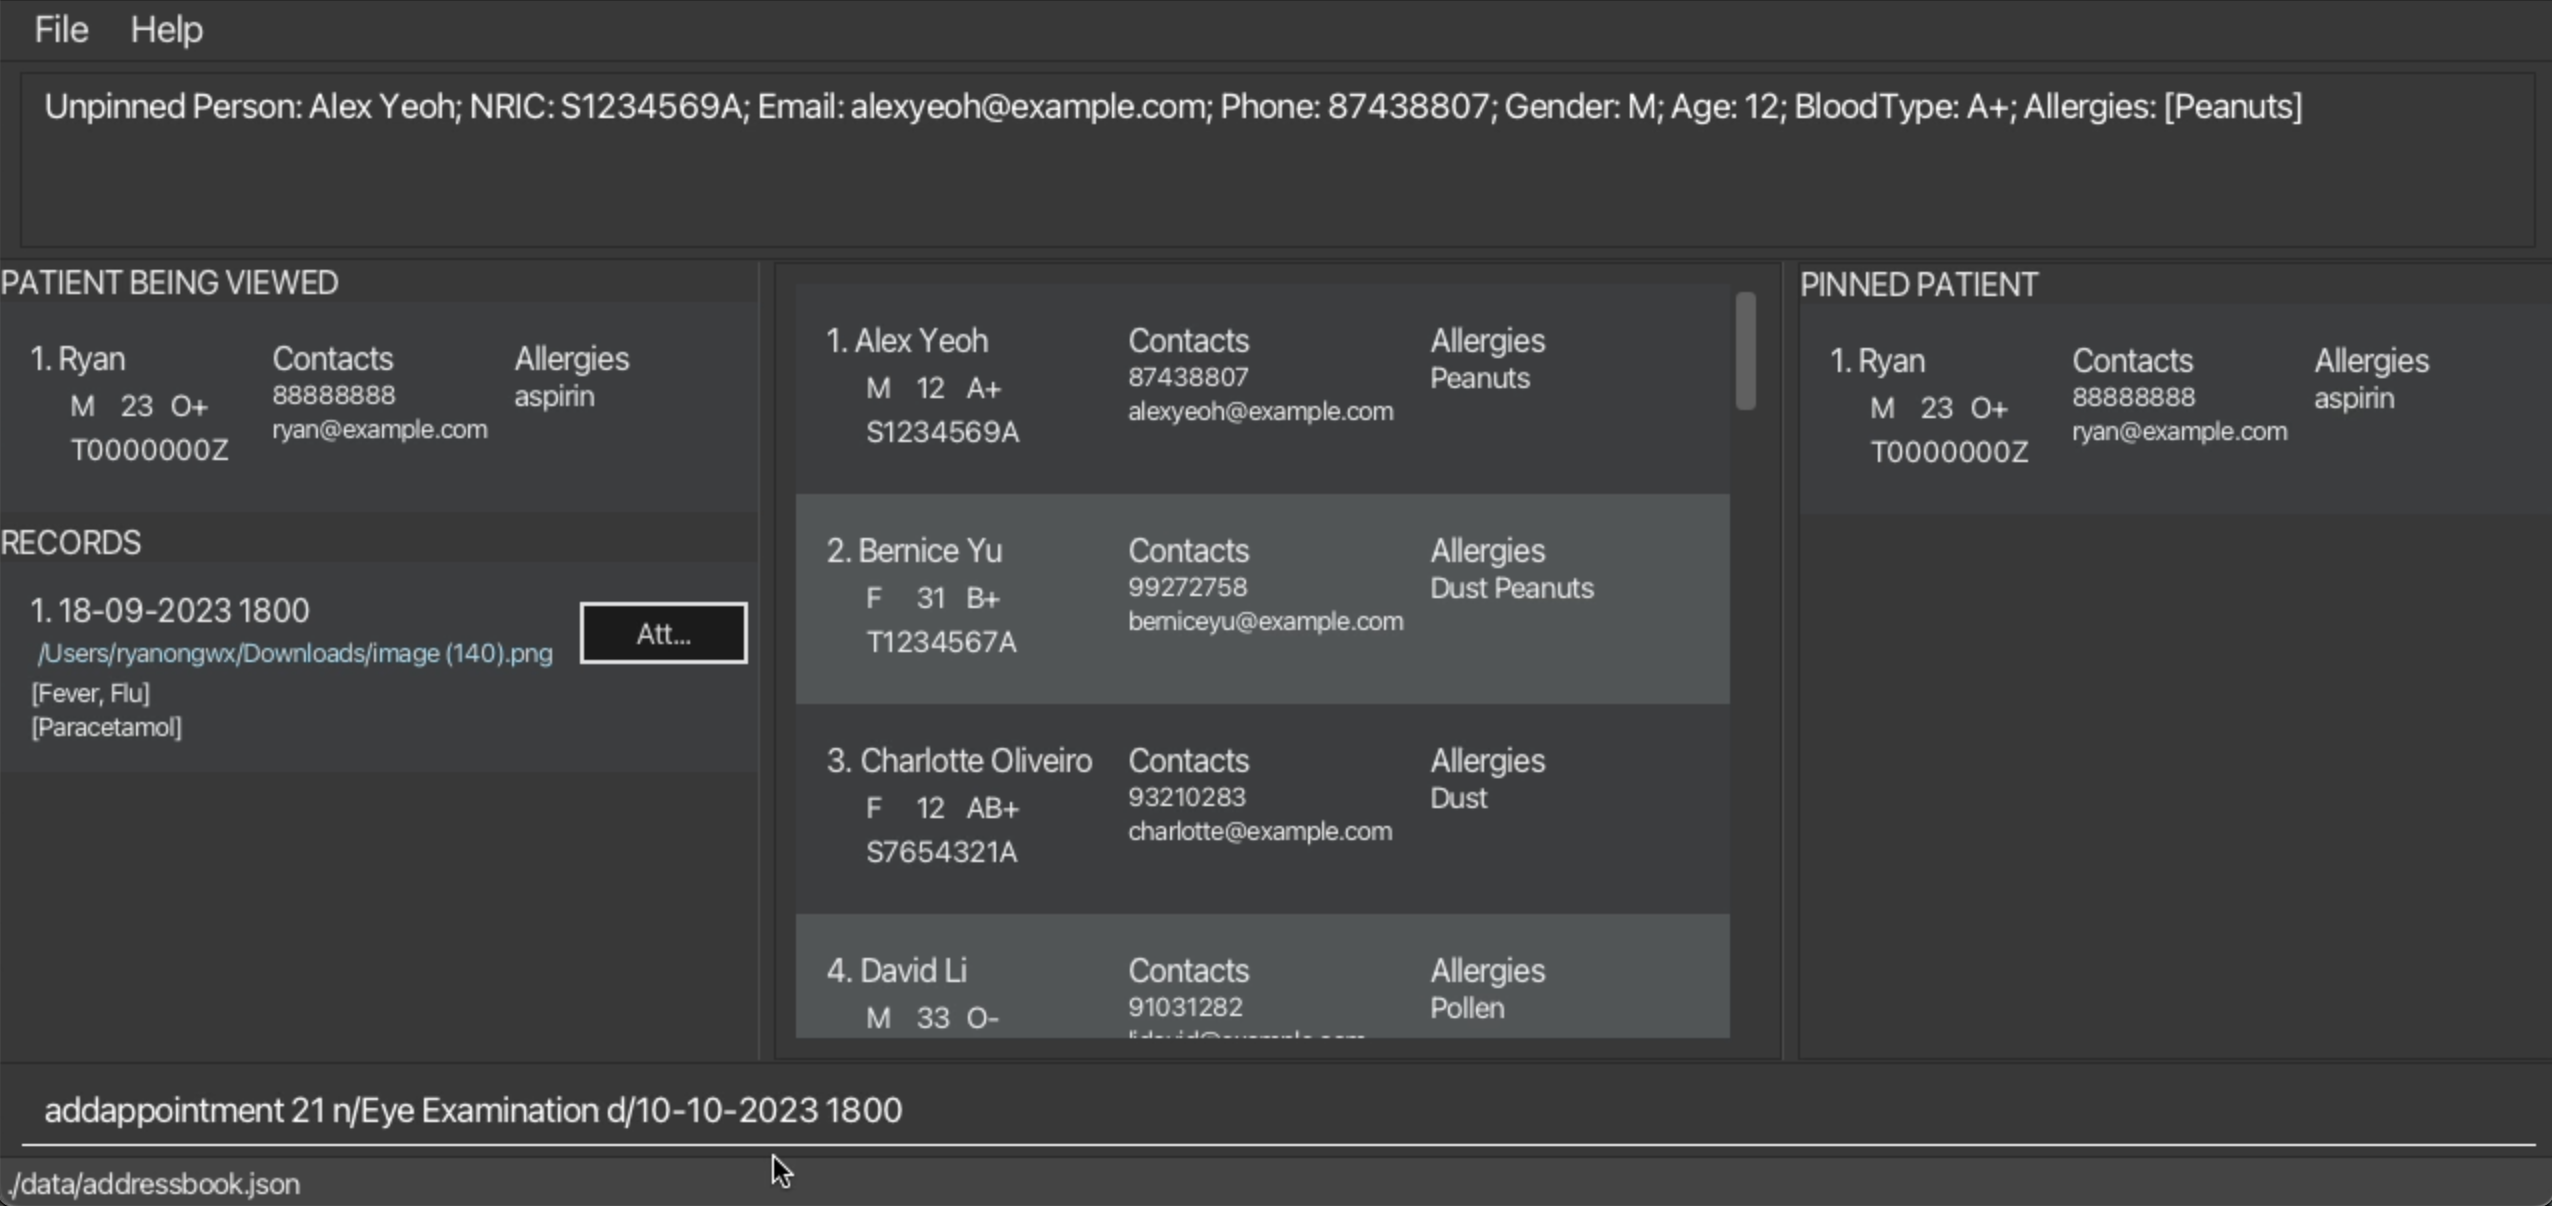 File Help
Unpinned Person: Alex Yeoh; NRIC: S1234569A; Email: alexyeoh@example.com; Phone: 87438807; Gender: M; Age: 12; BloodType: A+; Allergies: [Peanuts]
PATIENT BEING VIEWED
1. Ryan Contacts Allergies
88888888 aspirin
M 23 O+
ryan@example.com
T0000000Z
RECORDS
1. 18-09-2023 1800
/Users/ryanongwx/Downloads/image (140).png
Att...
[Fever, Flu]
[Paracetamol]
1. Alex Yeoh Contacts Allergies
87438807 Peanuts
M 12 A+
alexyeoh@example.com
S1234569A
2. Bernice Yu Contacts Allergies
99272758 Dust Peanuts
F 31 B+
berniceyu@example.com
T1234567A
3. Charlotte Oliveiro Contacts Allergies
93210283 Dust
F 12 AB+
charlotte@example.com
S7654321A
4. David Li Contacts Allergies
91031282 Pollen
M 33 O-
PINNED PATIENT
1. Ryan Contacts Allergies
88888888 aspirin
M 23 O+
ryan@example.com
T0000000Z
addappointment 21 n/Eye Examination d/10-10-2023 1800
./data/addressbook.json